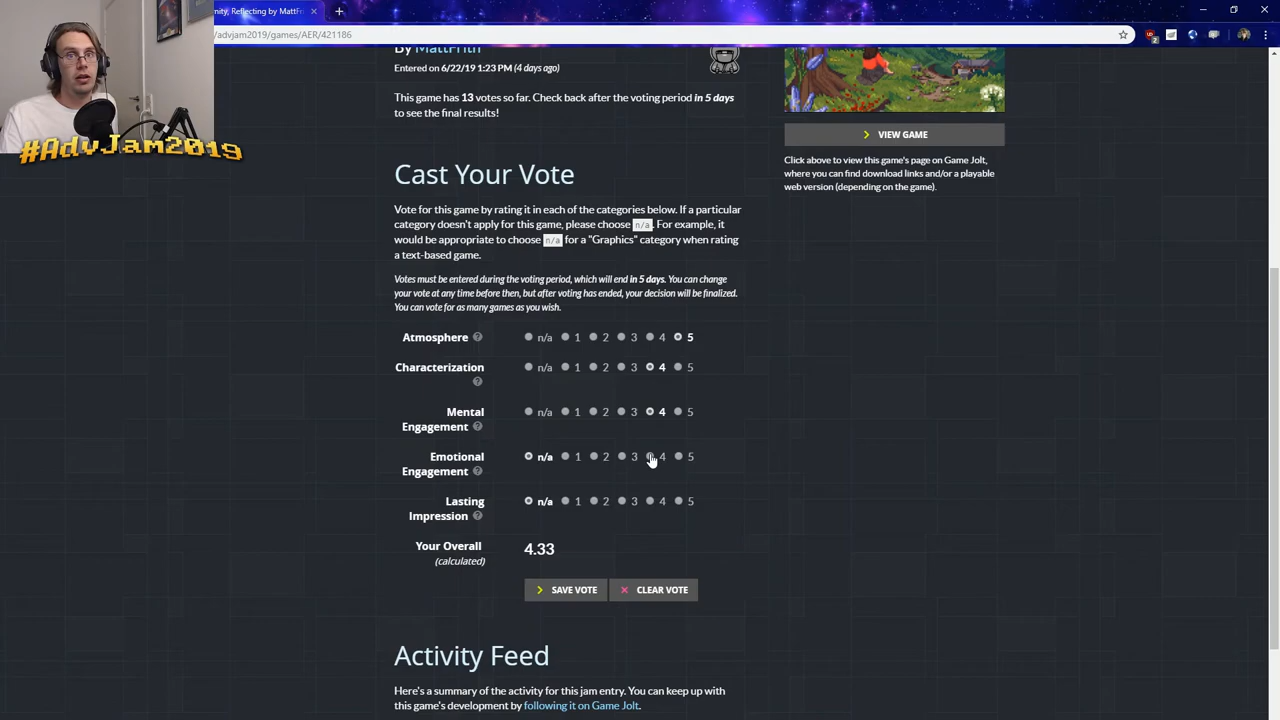 nity, Reflecting by MattFri
/advjam2019/games/AER/421186
By MattFrith
Entered on 6/22/19 1:23 PM (4 days ago)
This game has 13 votes so far. Check back after the voting period in 5 days
to see the final results!
#AdvJam2019
VIEW GAME
Click above to view this game's page on Game Jolt,
where you can find download links and/or a playable
web version (depending on the game).
Cast Your Vote
Vote for this game by rating it in each of the categories below. If a particular
category doesn't apply for this game, please choose n/a. For example, it
would be appropriate to choose n/a for a "Graphics" category when rating
a text-based game.
Votes must be entered during the voting period, which will end in 5 days. You can change
your vote at any time before then, but after voting has ended, your decision will be finalized.
You can vote for as many games as you wish.
Atmosphere ? n/a 1 2 3 4 5
Characterization n/a 1 2 3 4 5
?
Mental n/a 1 2 3 4 5
Engagement ?
Emotional n/a 1 2 3 4 5
Engagement ?
Lasting n/a 1 2 3 4 5
Impression ?
Your Overall 4.33
(calculated)
SAVE VOTE CLEAR VOTE
Activity Feed
Here's a summary of the activity for this jam entry. You can keep up with
this game's development by following it on Game Jolt.